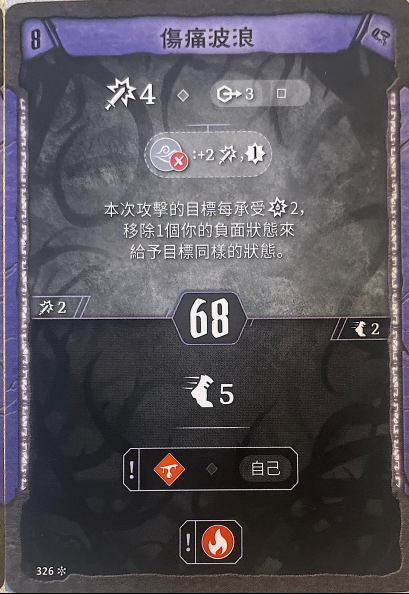 8 傷痛波浪
4 3
:+2 , 1
本次攻擊的目標每承受 2,
移除1個你的負面狀態來
給予目標同樣的狀態。
2 68 2
5
! 自己
!
326